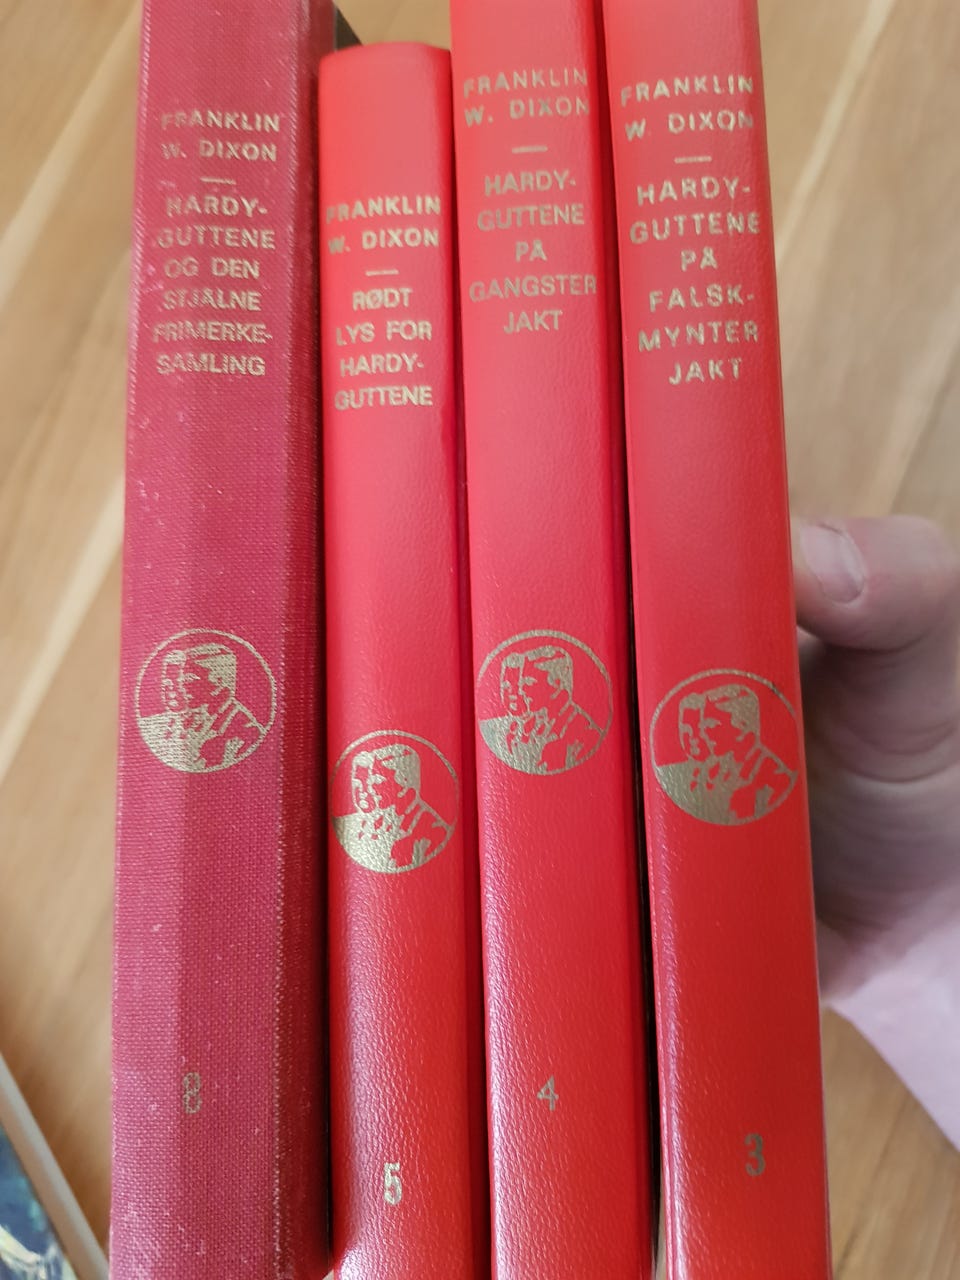 FRANKLIN
W. DIXON
HARDY-
GUTTENE
OG DEN
STJÅLNE
FRIMERKE-
SAMLING
8
FRANKLIN
W. DIXON
RØDT
LYS FOR
HARDY-
GUTTENE
5
FRANKLIN
W. DIXON
HARDY-
GUTTENE
PÅ
GANGSTER
JAKT
4
FRANKLIN
W. DIXON
HARDY-
GUTTENE
PÅ
FALSK-
MYNTER
JAKT
3